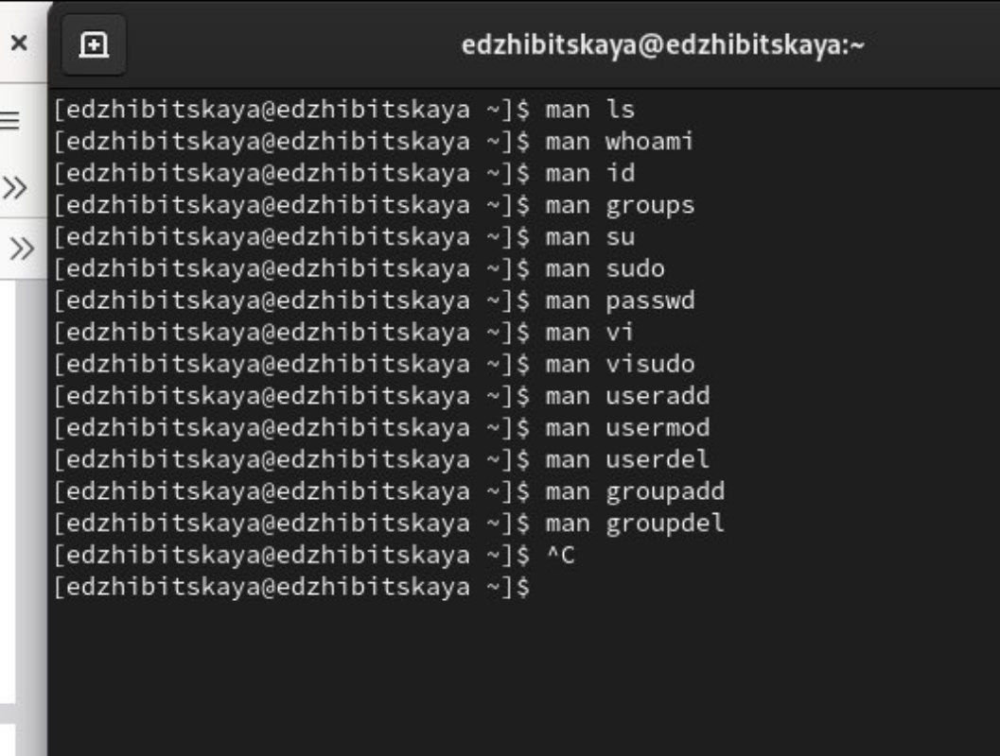 edzhibitskaya@edzhibitskaya:~
[edzhibitskaya@edzhibitskaya ~]$ man ls
[edzhibitskaya@edzhibitskaya ~]$ man whoami
[edzhibitskaya@edzhibitskaya ~]$ man id
[edzhibitskaya@edzhibitskaya ~]$ man groups
[edzhibitskaya@edzhibitskaya ~]$ man su
[edzhibitskaya@edzhibitskaya ~]$ man sudo
[edzhibitskaya@edzhibitskaya ~]$ man passwd
[edzhibitskaya@edzhibitskaya ~]$ man vi
[edzhibitskaya@edzhibitskaya ~]$ man visudo
[edzhibitskaya@edzhibitskaya ~]$ man useradd
[edzhibitskaya@edzhibitskaya ~]$ man usermod
[edzhibitskaya@edzhibitskaya ~]$ man userdel
[edzhibitskaya@edzhibitskaya ~]$ man groupadd
[edzhibitskaya@edzhibitskaya ~]$ man groupdel
[edzhibitskaya@edzhibitskaya ~]$ ^C
[edzhibitskaya@edzhibitskaya ~]$